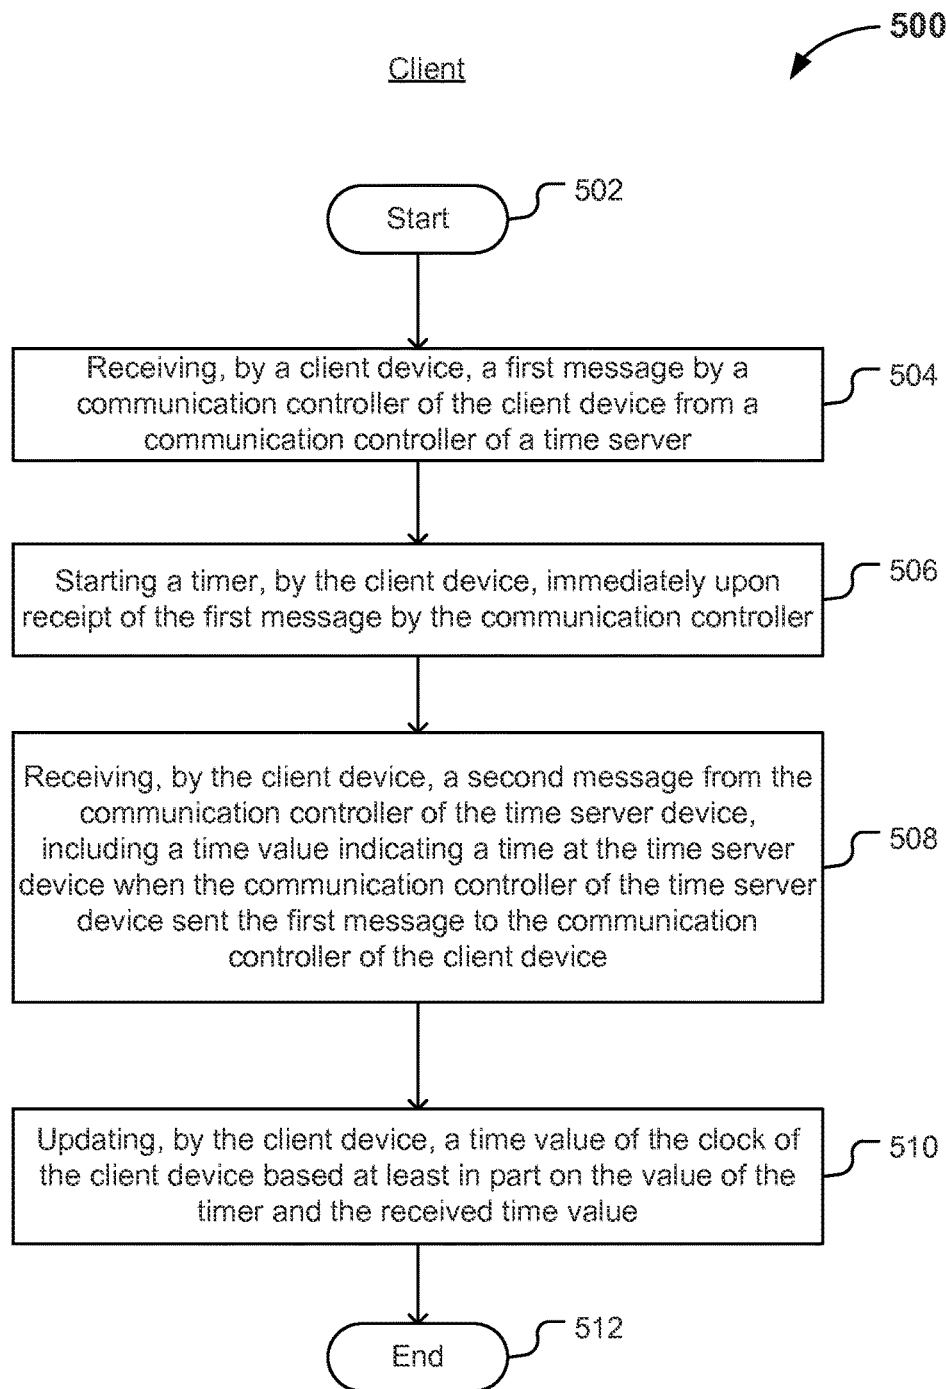 500
Client
Start
502
Receiving, by a client device, a first message by a
communication controller of the client device from a
communication controller of a time server
504
Starting a timer, by the client device, immediately upon
receipt of the first message by the communication controller
506
Receiving, by the client device, a second message from the
communication controller of the time server device,
including a time value indicating a time at the time server
device when the communication controller of the time server
device sent the first message to the communication
controller of the client device
508
Updating, by the client device, a time value of the clock of
the client device based at least in part on the value of the
timer and the received time value
510
End
512